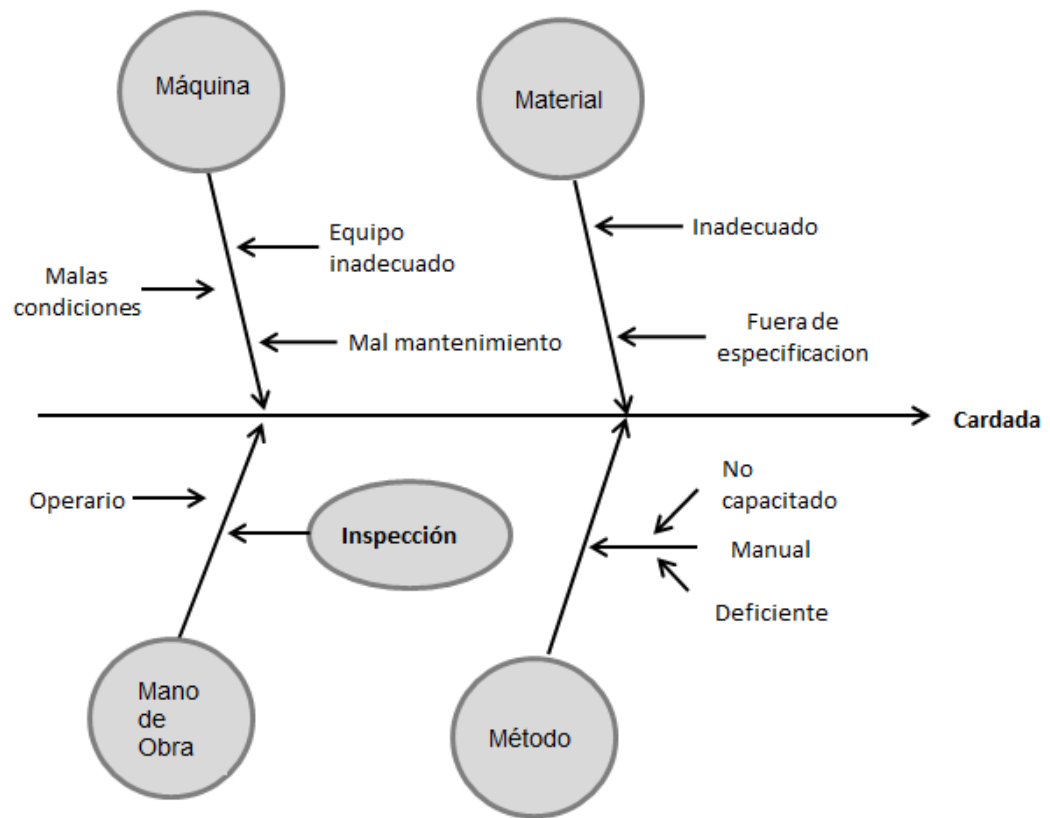 Máquina
Material
Equipo
inadecuado
Inadecuado
Malas
condiciones
Mal mantenimiento
Fuera de
especificacion
Cardada
Operario
Inspección
No
capacitado
Manual
Deficiente
Mano
de
Obra
Método